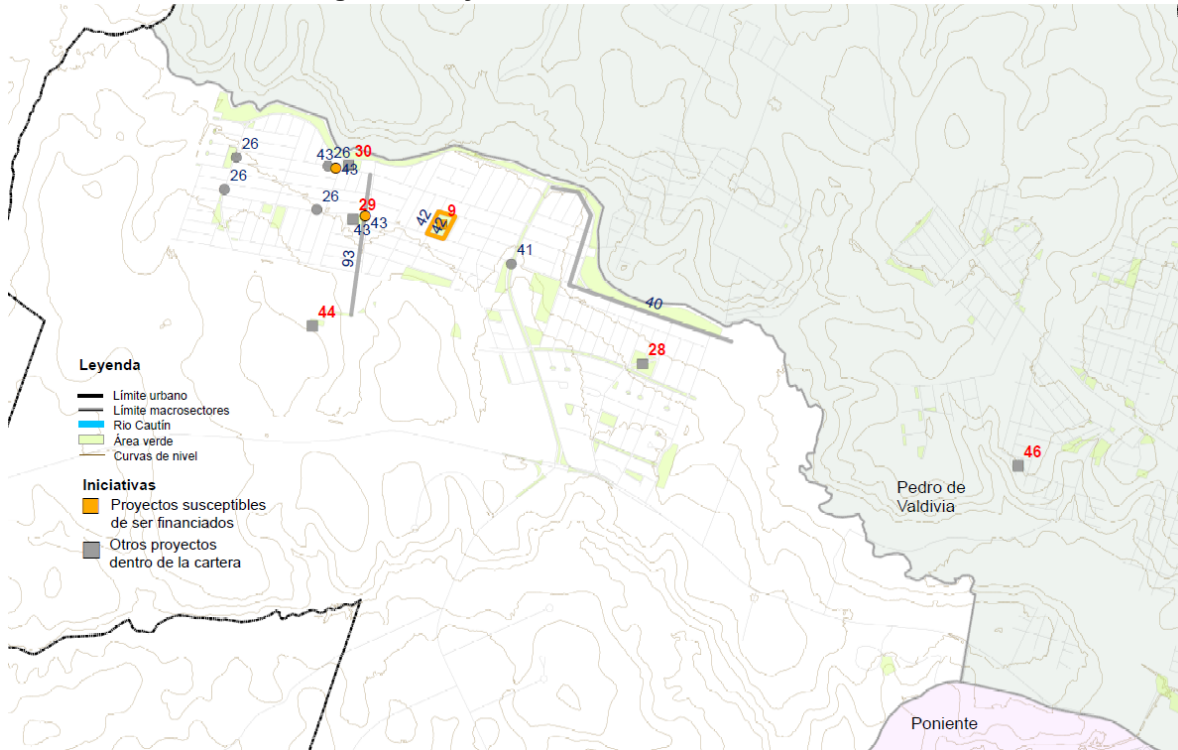 26
43
26
30
43
26
26
29
43
43
42
42
9
93
41
40
44
28
46
Leyenda
Límite urbano
Límite macrosectores
Rio Cautín
Área verde
Curvas de nivel
Iniciativas
Proyectos susceptibles
de ser financiados
Otros proyectos
dentro de la cartera
Pedro de
Valdivia
Poniente